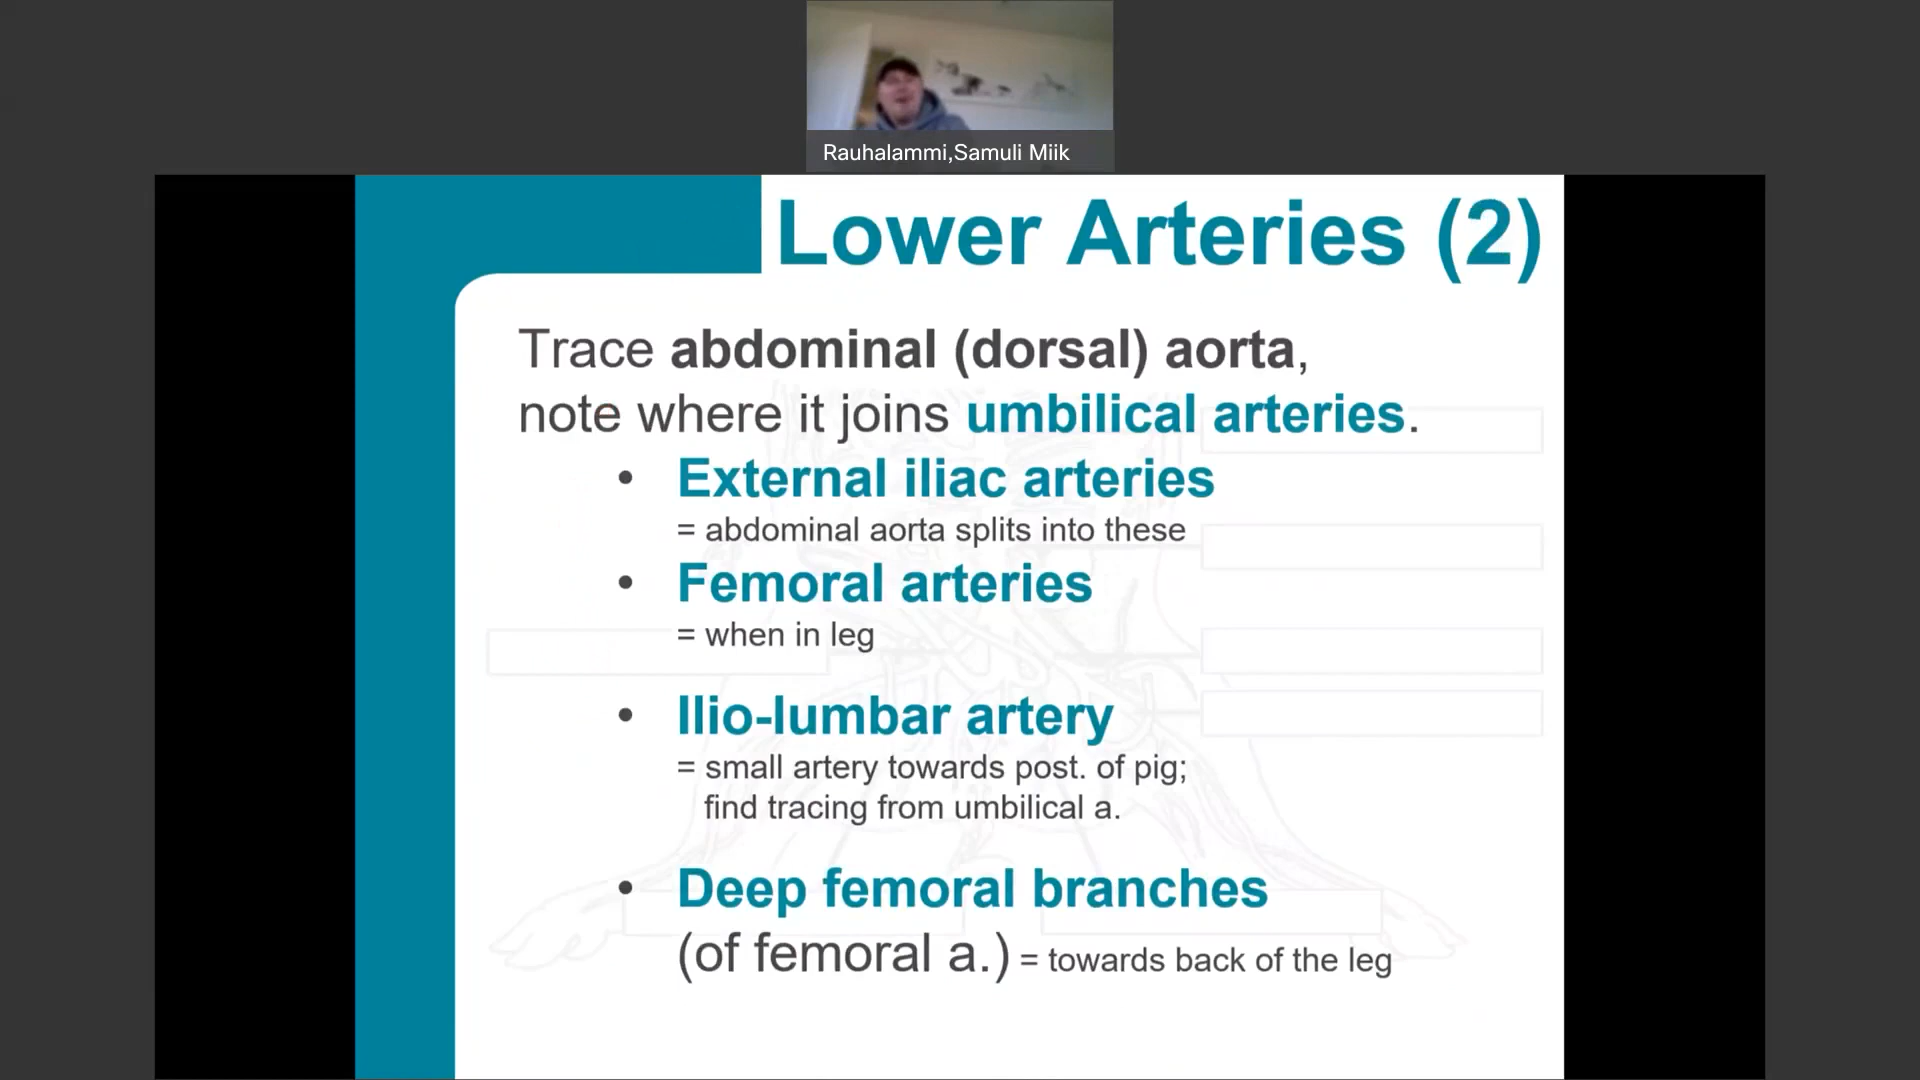 Rauhalammi,Samuli Miik
Lower Arteries (2)
Trace abdominal (dorsal) aorta,
note where it joins umbilical arteries.
• External iliac arteries
= abdominal aorta splits into these
• Femoral arteries
= when in leg
• Ilio-lumbar artery
= small artery towards post. of pig;
find tracing from umbilical a.
• Deep femoral branches
(of femoral a.) = towards back of the leg